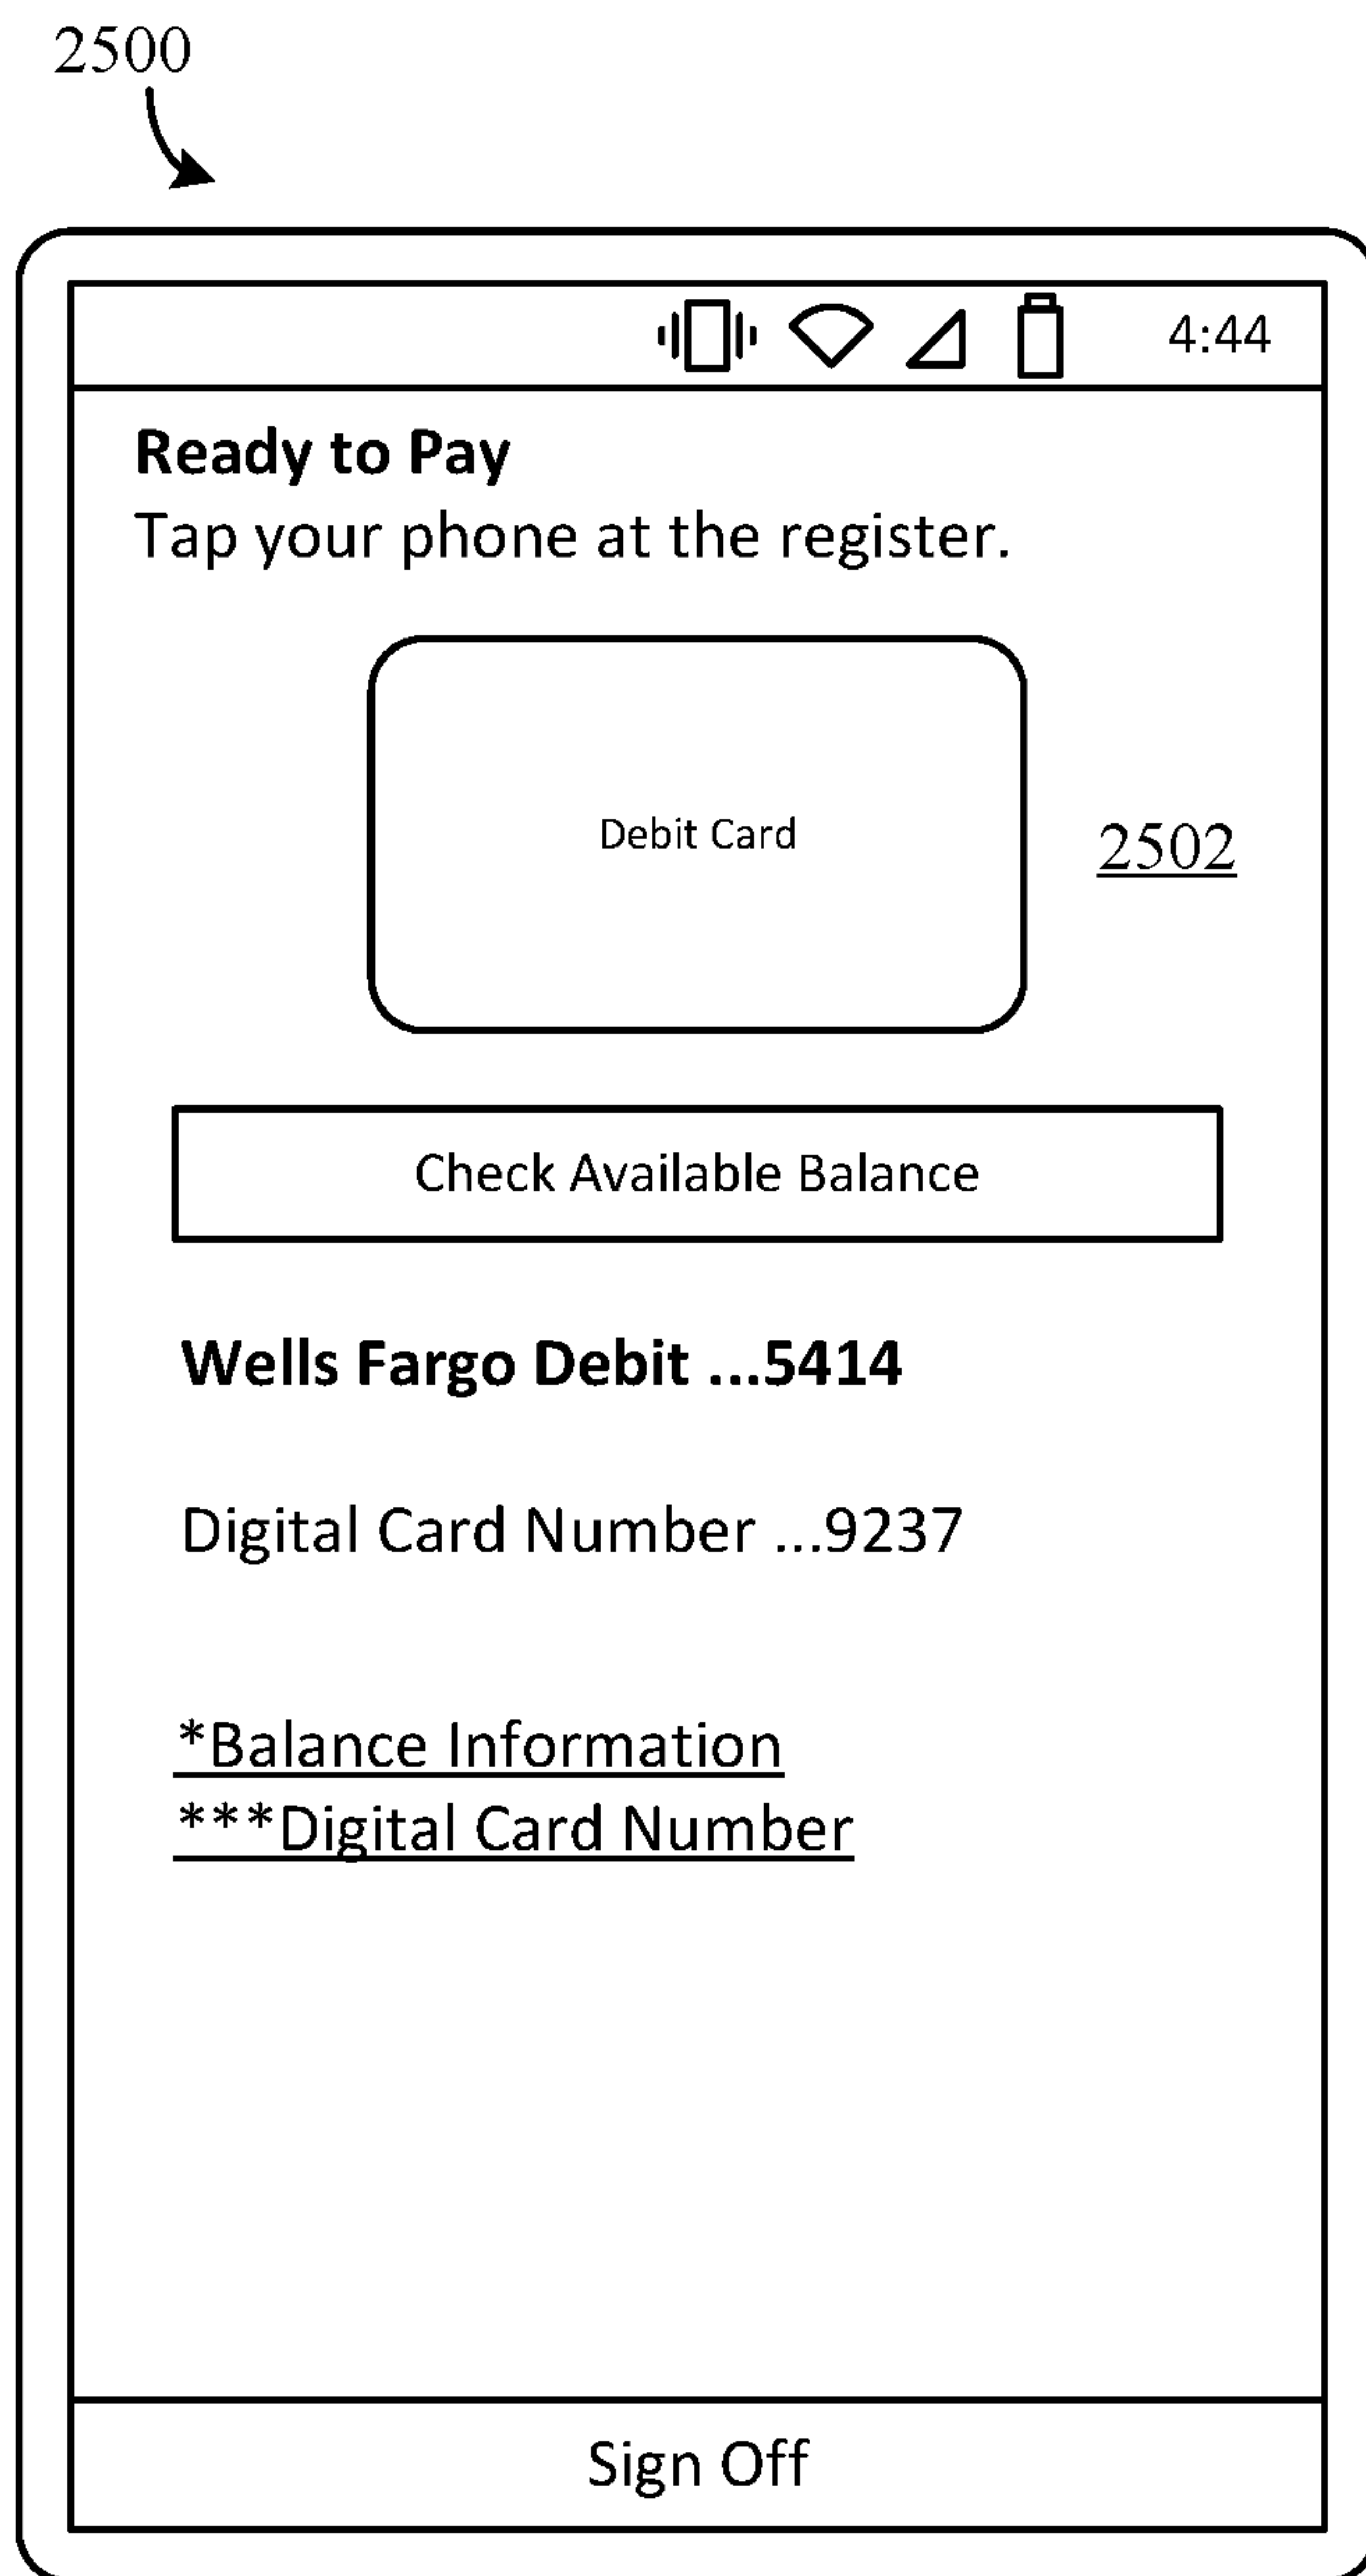 2500
4:44
Ready to Pay
Tap your phone at the register.
Debit Card
2502
Check Available Balance
Wells Fargo Debit ...5414
Digital Card Number ...9237
*Balance Information
***Digital Card Number
Sign Off